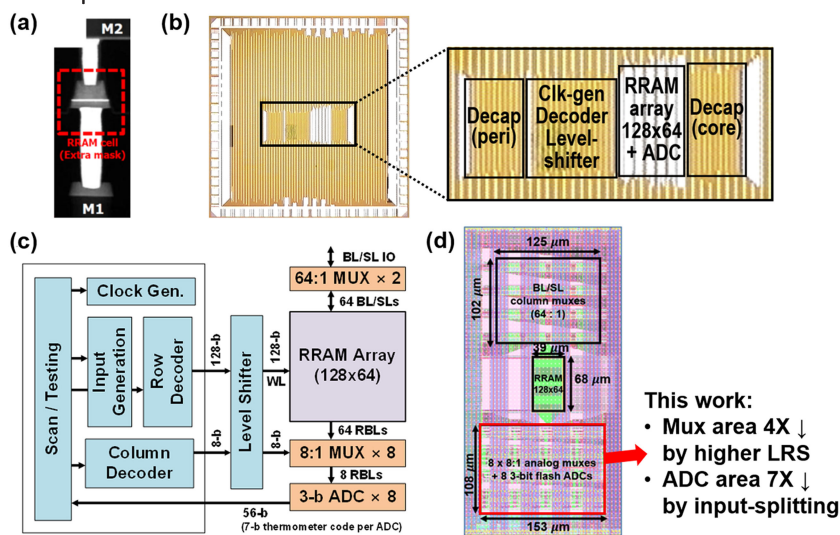 (a)
M2
RRAM cell
(Extra mask)
M1
(b)
Decap
(peri)
Clk-gen
Decoder
Level-
shifter
RRAM
array
128x64
+ ADC
Decap
(core)
(c)
Scan / Testing
Clock Gen.
Input
Generation
Row
Decoder
Column
Decoder
128-b
8-b
Level Shifter
128-b
WL
8-b
BL/SL IO
64:1 MUX × 2
64 BL/SLs
RRAM Array
(128x64)
64 RBLs
8:1 MUX × 8
8 RBLs
3-b ADC × 8
56-b
(7-b thermometer code per ADC)
(d)
125 μm
102 μm
BL/SL
column muxes
(64 : 1)
39 μm
RRAM
128x64
68 μm
108 μm
8 x 8:1 analog muxes
+ 8 3-bit flash ADCs
153 μm
This work:
• Mux area 4X ↓
by higher LRS
• ADC area 7X ↓
by input-splitting